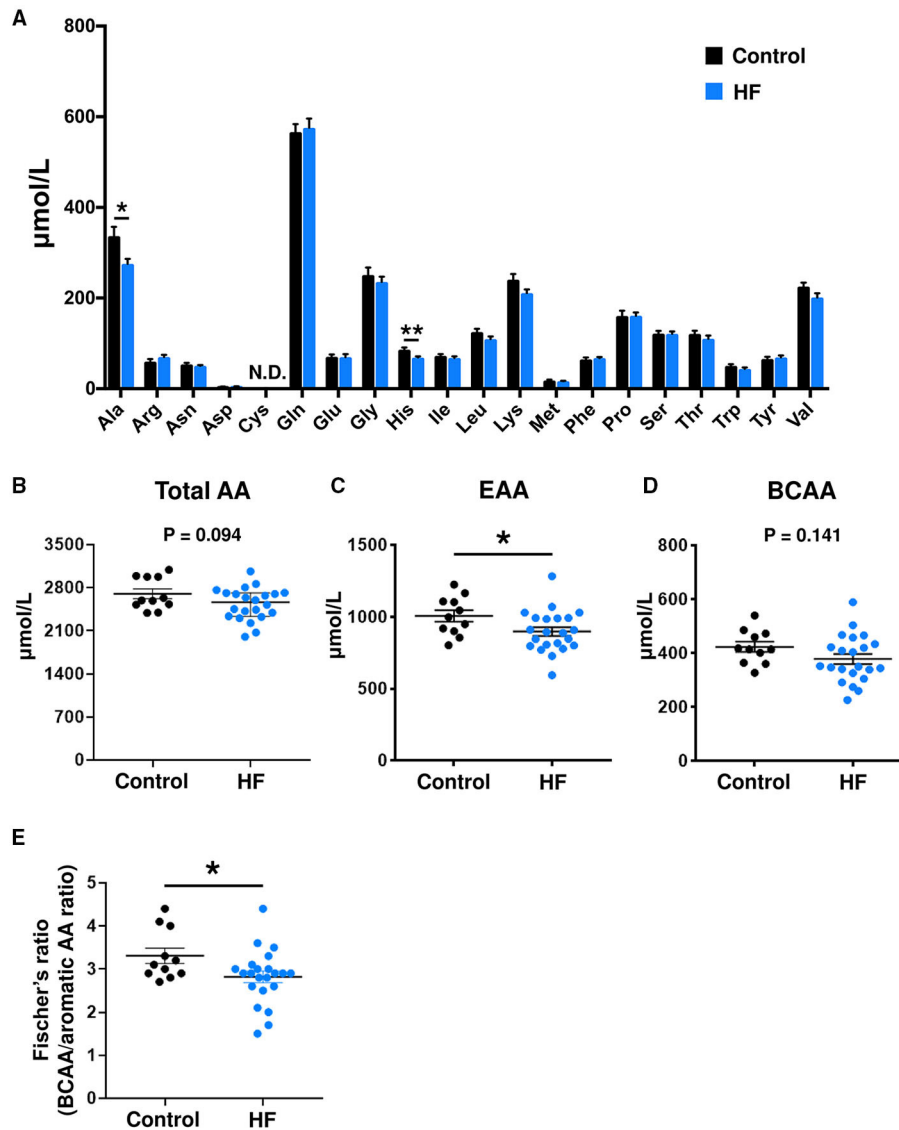 A
800
600
400
200
0
µmol/L
Control
HF
*
N.D.
**
Ala Arg Asn Asp Cys Gln Glu Gly His Ile Leu Lys Met Phe Pro Ser Thr Trp Tyr Val
B
Total AA
P = 0.094
3500
2800
2100
1400
700
0
µmol/L
Control HF
C
EAA
*
1500
1000
500
0
µmol/L
Control HF
D
BCAA
P = 0.141
800
600
400
200
0
µmol/L
Control HF
E
*
5
4
3
2
1
0
Fischer's ratio
(BCAA/aromatic AA ratio)
Control HF